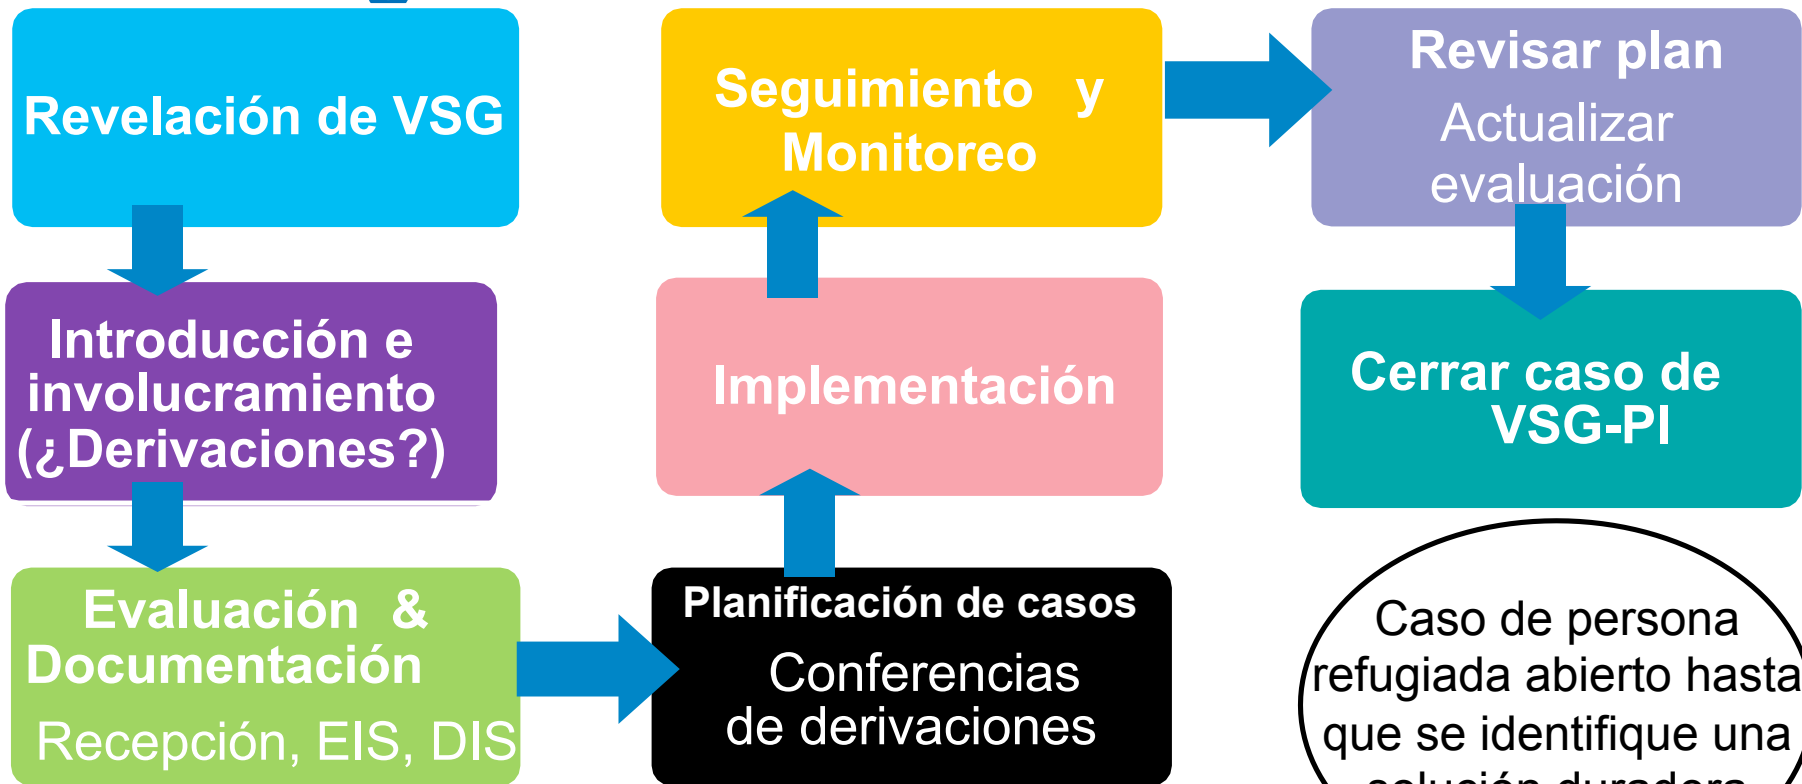 Revelación de VSG
Introducción e
involucramiento
(¿Derivaciones?)
Evaluación &
Documentación
Recepción, EIS, DIS
Planificación de casos
Conferencias
de derivaciones
Implementación
Seguimiento y
Monitoreo
Revisar plan
Actualizar
evaluación
Cerrar caso de
VSG-PI
Caso de persona
refugiada abierto hasta
que se identifique una
solución duradera